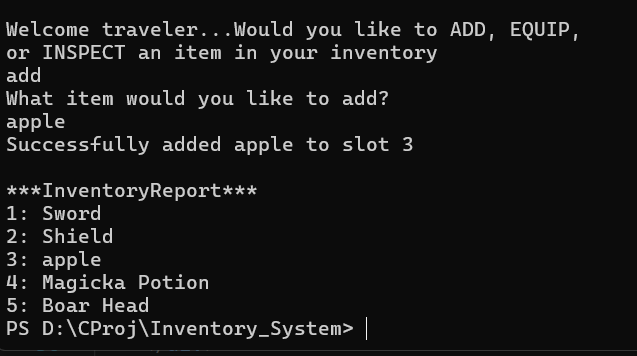 Welcome traveler...Would you like to ADD, EQUIP,
or INSPECT an item in your inventory
add
What item would you like to add?
apple
Successfully added apple to slot 3
***InventoryReport***
1: Sword
2: Shield
3: apple
4: Magicka Potion
5: Boar Head
PS D:\CProj\Inventory_System>